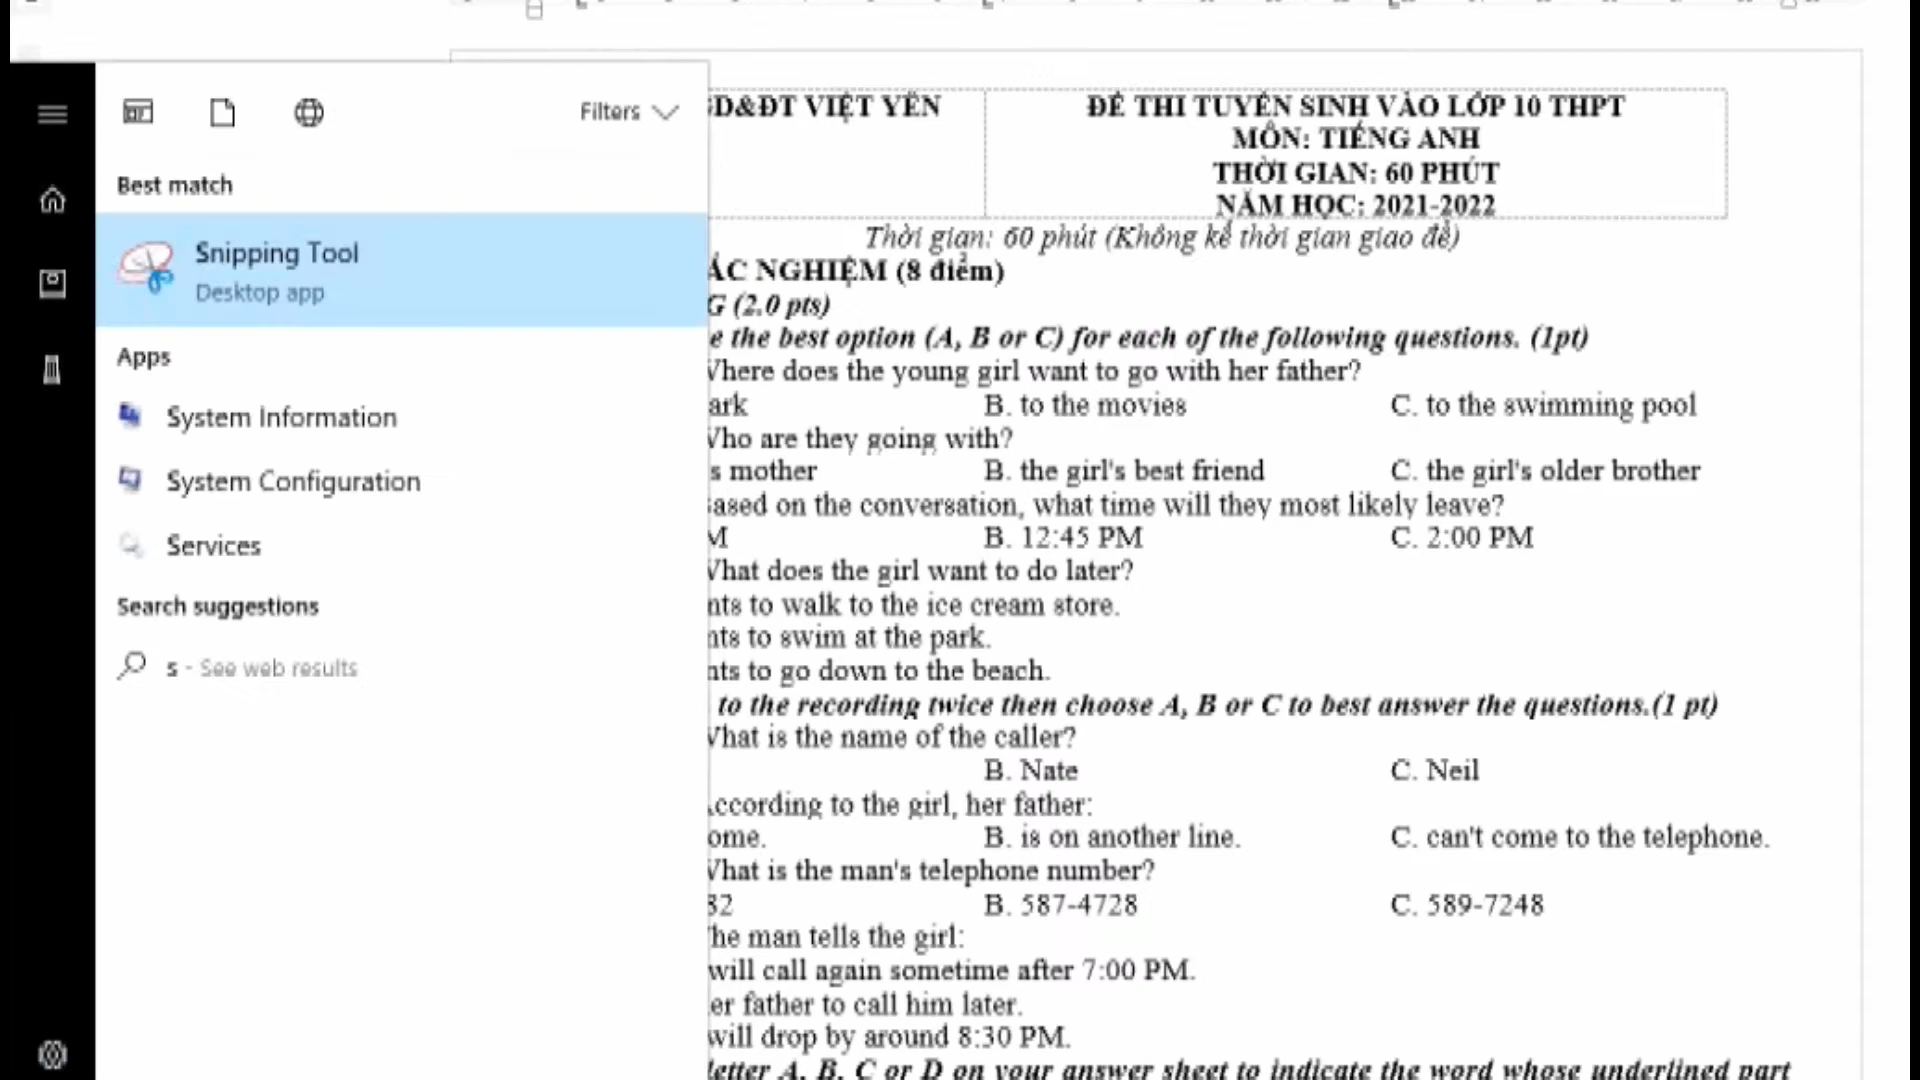 Filters
Best match
Snipping Tool
Desktop app
Apps
System Information
System Configuration
Services
Search suggestions
s - See web results
GD&ĐT VIỆT YÊN
ĐỀ THI TUYỂN SINH VÀO LỚP 10 THPT
MÔN: TIẾNG ANH
THỜI GIAN: 60 PHÚT
NĂM HỌC: 2021-2022
Thời gian: 60 phút (Không kể thời gian giao đề)
ẮC NGHIỆM (8 điểm)
G (2.0 pts)
e the best option (A, B or C) for each of the following questions. (1pt)
Where does the young girl want to go with her father?
ark B. to the movies C. to the swimming pool
Who are they going with?
s mother B. the girl's best friend C. the girl's older brother
ased on the conversation, what time will they most likely leave?
M B. 12:45 PM C. 2:00 PM
What does the girl want to do later?
nts to walk to the ice cream store.
nts to swim at the park.
nts to go down to the beach.
to the recording twice then choose A, B or C to best answer the questions.(1 pt)
What is the name of the caller?
B. Nate C. Neil
ccording to the girl, her father:
ome. B. is on another line. C. can't come to the telephone.
What is the man's telephone number?
32 B. 587-4728 C. 589-7248
he man tells the girl:
will call again sometime after 7:00 PM.
er father to call him later.
will drop by around 8:30 PM.
letter A, B, C or D on your answer sheet to indicate the word whose underlined part